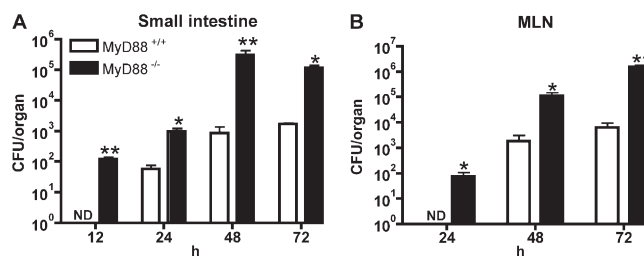 A
Small intestine
CFU/organ
10^6
10^5
10^4
10^3
10^2
10^1
10^0
MyD88 +/+
MyD88 -/-
**
*
**
*
ND
12 24 48 72
h
B
MLN
CFU/organ
10^7
10^6
10^5
10^4
10^3
10^2
10^1
10^0
*
*
ND
24 48 72
h